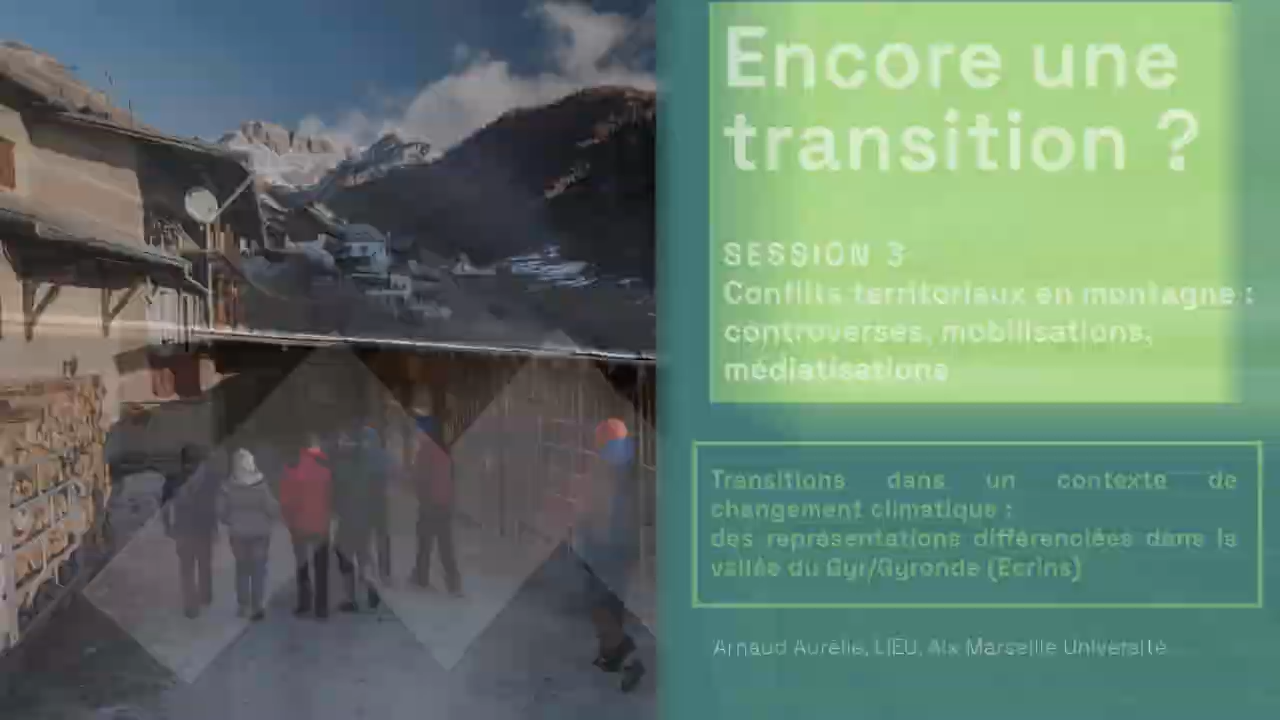 Encore une
transition ?
SESSION 3
Conflits territoriaux en montagne :
controverses, mobilisations,
médiatisations
Transitions dans un contexte de
changement climatique :
des représentations différenciées dans la
vallée du Gyr/Gyronde (Ecrins)
Arnaud Aurélie, LIEU, Aix Marseille Université